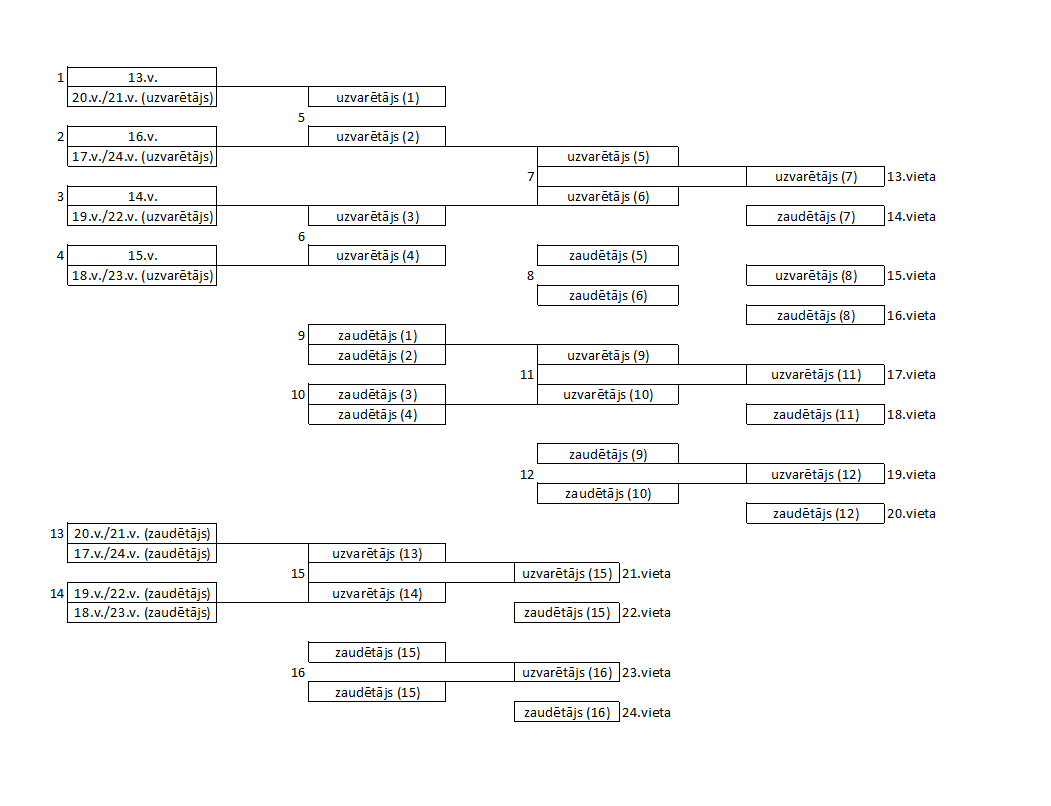 1 13.v.
20.v./21.v. (uzvarētājs) uzvarētājs (1)
5
2 16.v. uzvarētājs (2)
17.v./24.v. (uzvarētājs) uzvarētājs (5)
7 uzvarētājs (7) 13.vieta
3 14.v. uzvarētājs (6)
19.v./22.v. (uzvarētājs) uzvarētājs (3) zaudētājs (7) 14.vieta
6
4 15.v. uzvarētājs (4) zaudētājs (5)
18.v./23.v. (uzvarētājs) 8 uzvarētājs (8) 15.vieta
zaudētājs (6)
zaudētājs (8) 16.vieta
9 zaudētājs (1)
zaudētājs (2) uzvarētājs (9)
11 uzvarētājs (11) 17.vieta
10 zaudētājs (3) uzvarētājs (10)
zaudētājs (4) zaudētājs (11) 18.vieta
zaudētājs (9)
12 uzvarētājs (12) 19.vieta
zaudētājs (10)
zaudētājs (12) 20.vieta
13 20.v./21.v. (zaudētājs)
17.v./24.v. (zaudētājs) uzvarētājs (13)
15 uzvarētājs (15) 21.vieta
14 19.v./22.v. (zaudētājs) uzvarētājs (14)
18.v./23.v. (zaudētājs) zaudētājs (15) 22.vieta
zaudētājs (15)
16 uzvarētājs (16) 23.vieta
zaudētājs (15)
zaudētājs (16) 24.vieta